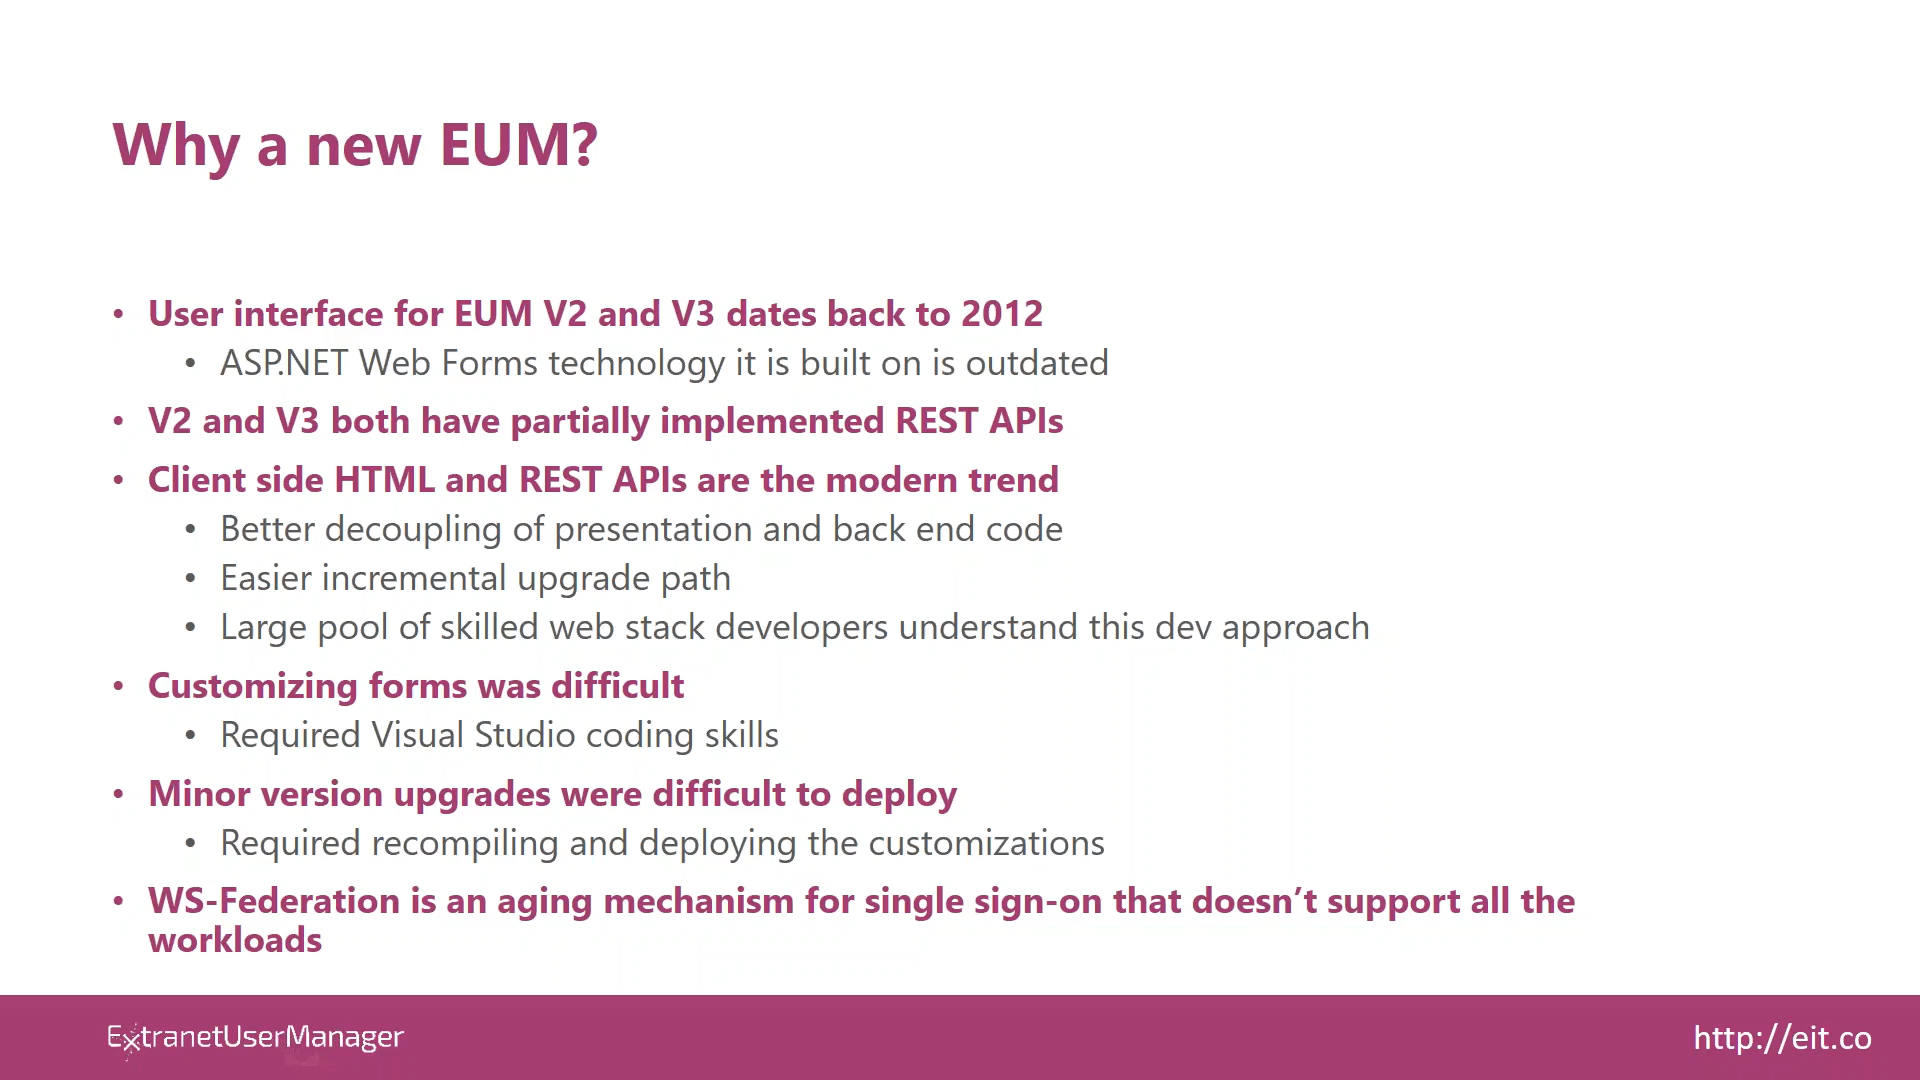 Why a new EUM?
• User interface for EUM V2 and V3 dates back to 2012
• ASP.NET Web Forms technology it is built on is outdated
• V2 and V3 both have partially implemented REST APIs
• Client side HTML and REST APIs are the modern trend
• Better decoupling of presentation and back end code
• Easier incremental upgrade path
• Large pool of skilled web stack developers understand this dev approach
• Customizing forms was difficult
• Required Visual Studio coding skills
• Minor version upgrades were difficult to deploy
• Required recompiling and deploying the customizations
• WS-Federation is an aging mechanism for single sign-on that doesn’t support all the
workloads
ExtranetUserManager
http://eit.co